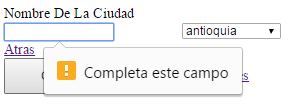 Nombre De La Ciudad
antioquia
Atras
Completa este campo